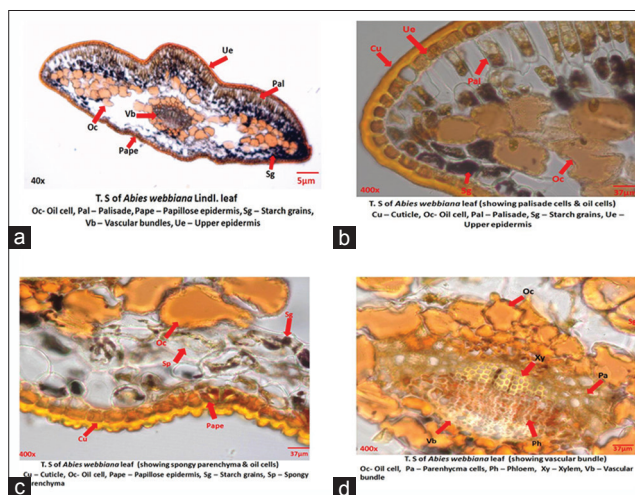 Ue
Pal
Oc
Vb
Pape
Sg
40x
5µm
T. S of Abies webbiana Lindl. leaf
Oc- Oil cell, Pal – Palisade, Pape – Papillose epidermis, Sg – Starch grains,
Vb – Vascular bundles, Ue – Upper epidermis
a
Cu
Ue
Pal
Sg
Oc
400x
37µm
T. S of Abies webbiana leaf (showing palisade cells & oil cells)
Cu – Cuticle, Oc- Oil cell, Pal – Palisade, Sg – Starch grains, Ue –
Upper epidermis
b
Sg
Oc
Sp
Pape
Cu
400x
37µm
T. S of Abies webbiana leaf (showing spongy parenchyma & oil cells)
Cu – Cuticle, Oc- Oil cell, Pape – Papillose epidermis, Sg – Starch grains, Sp – Spongy
arenchyma
c
Oc
Xy
Pa
Vb
Ph
400x
37µm
T. S of Abies webbiana leaf (showing vascular bundle)
Oc- Oil cell, Pa – Parenhycma cells, Ph – Phloem, Xy – Xylem, Vb – Vascular
bundle
d